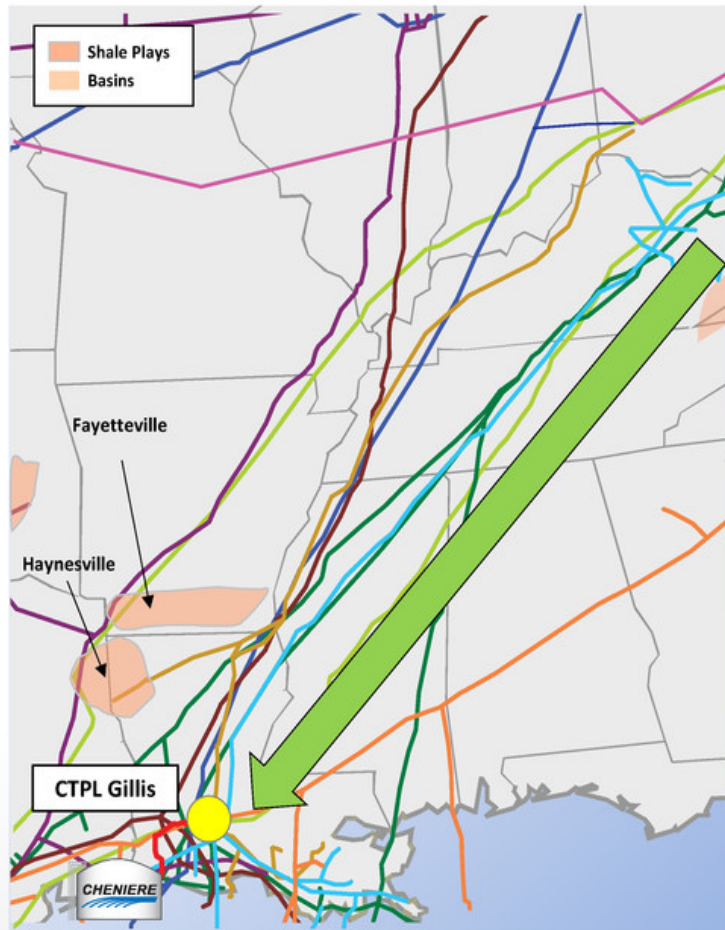 Shale Plays
Basins
Fayetteville
Haynesville
CTPL Gillis
CHENIERE